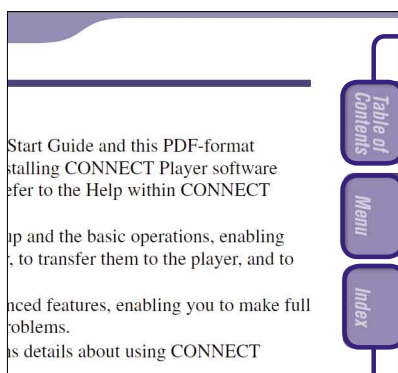 Start Guide and this PDF-format
stalling CONNECT Player software
efer to the Help within CONNECT
up and the basic operations, enabling
, to transfer them to the player, and to
nced features, enabling you to make full
roblems.
ns details about using CONNECT
Table of
Contents
Menu
Index